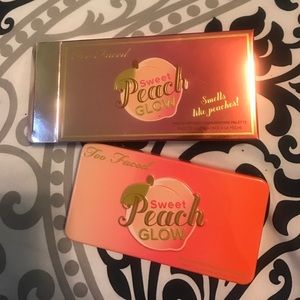 Too Faced
Sweet
Peach
GLOW
Smells
like peaches!
Too Faced
Sweet
Peach
GLOW